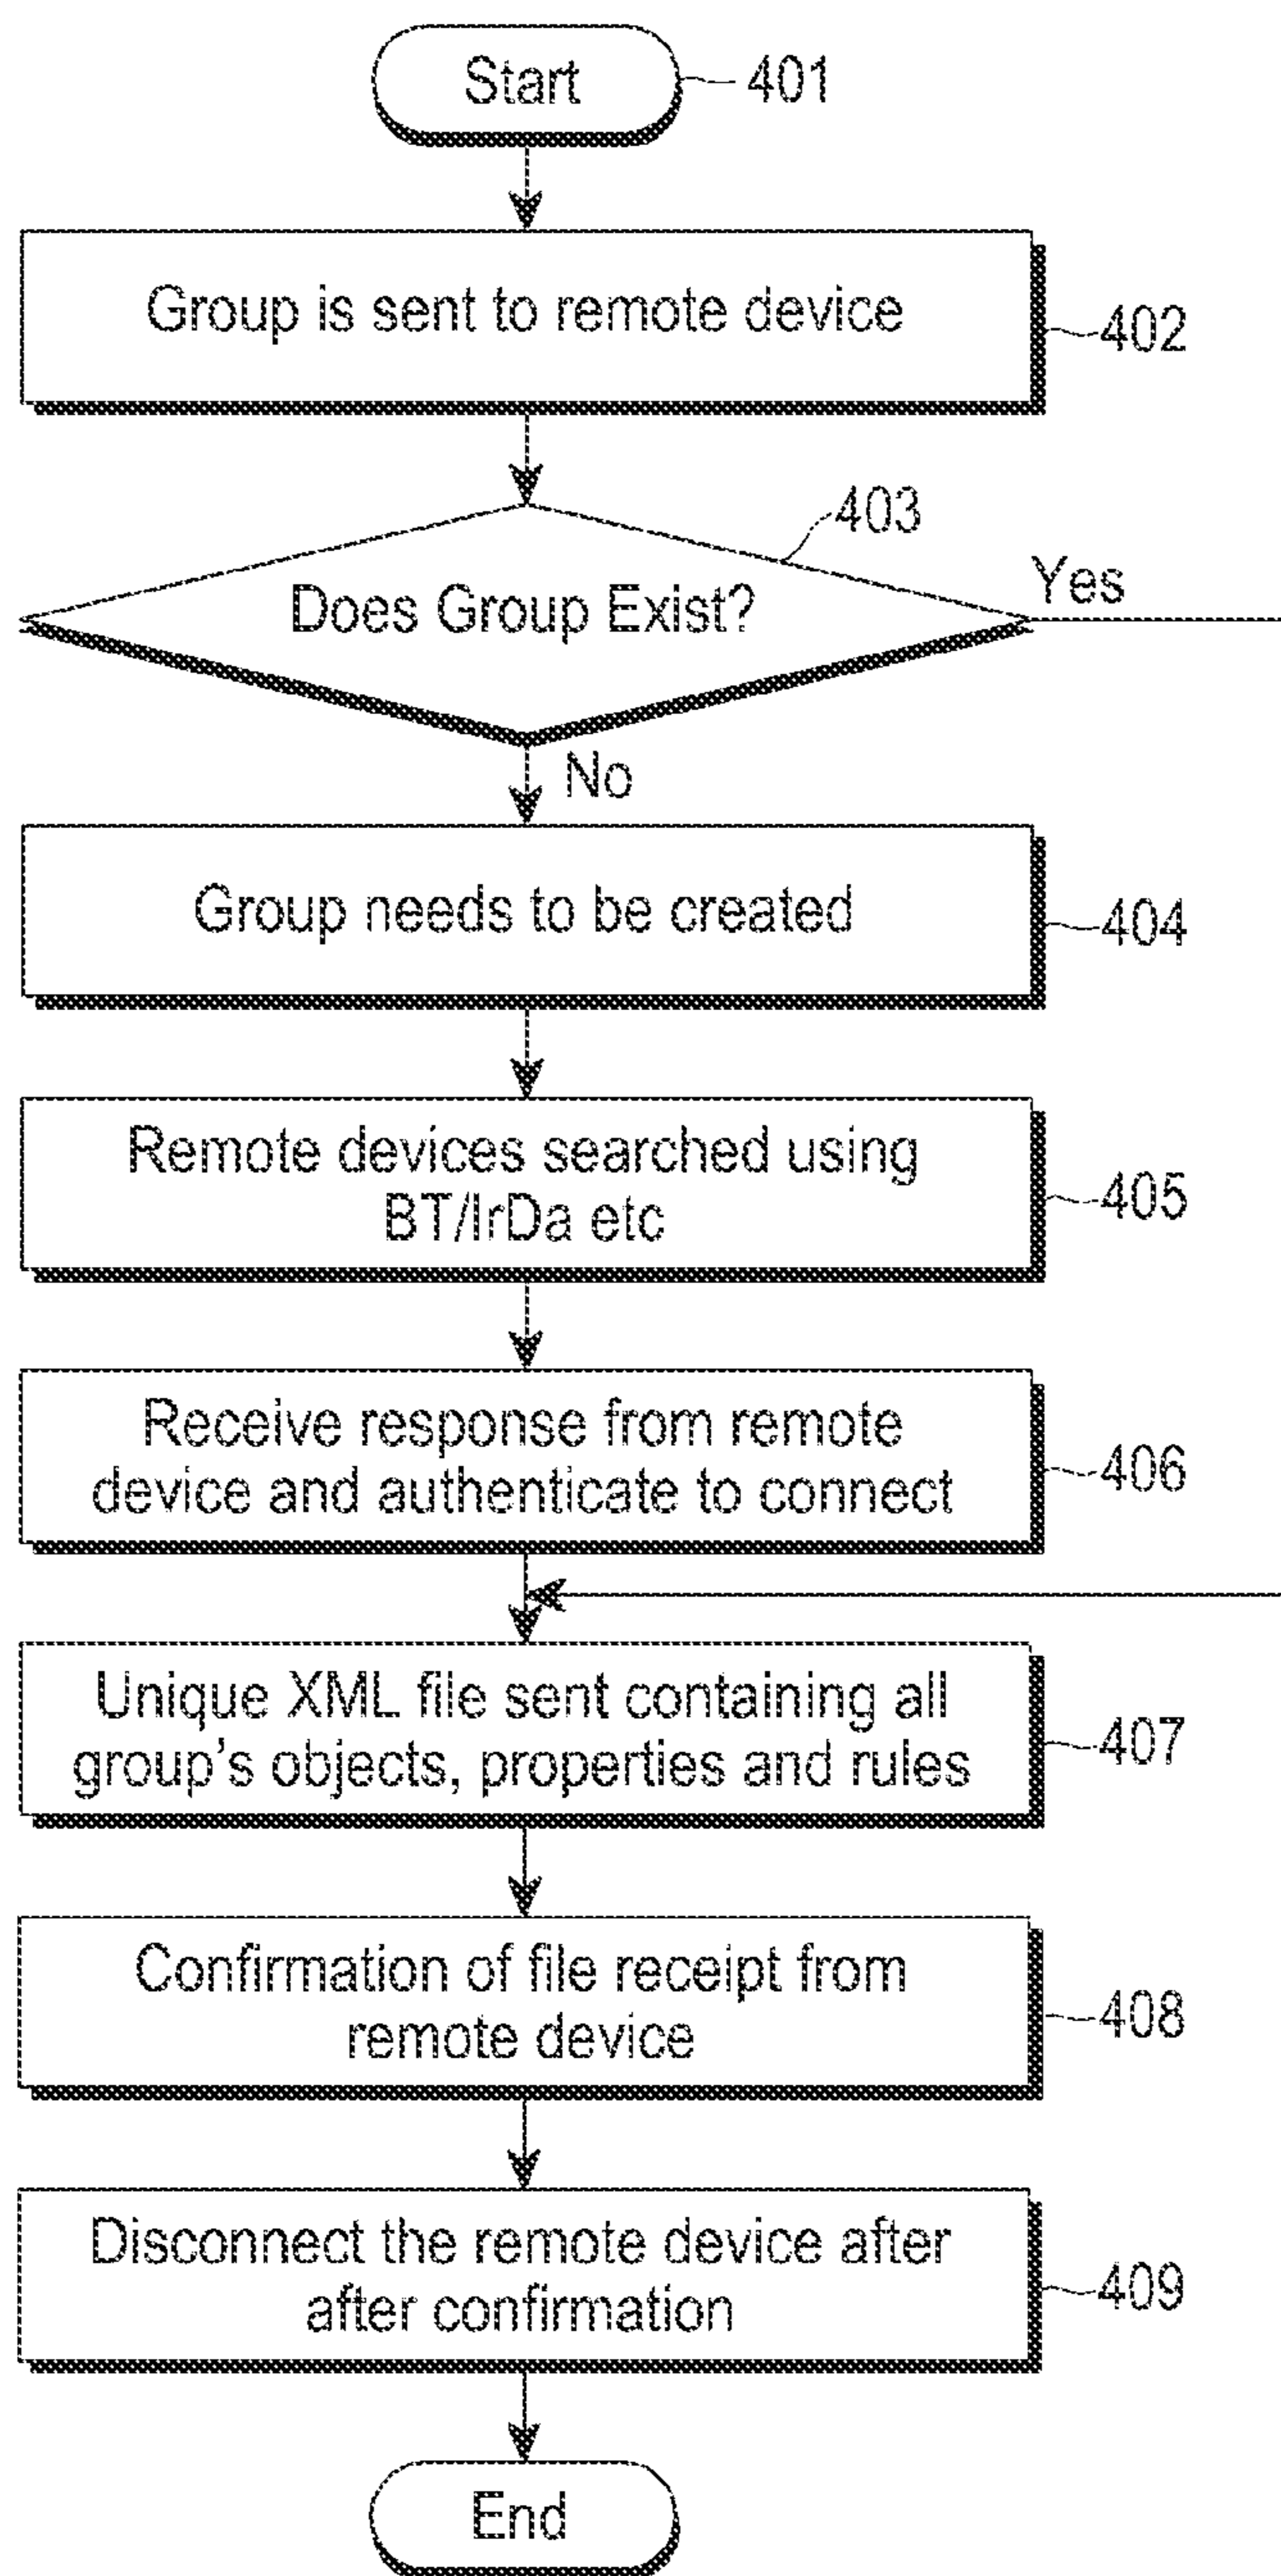 Start
401
Group is sent to remote device
402
403
Does Group Exist?
Yes
No
Group needs to be created
404
Remote devices searched using
BT/IrDa etc
405
Receive response from remote
device and authenticate to connect
406
Unique XML file sent containing all
group's objects, properties and rules
407
Confirmation of file receipt from
remote device
408
Disconnect the remote device after
after confirmation
409
End